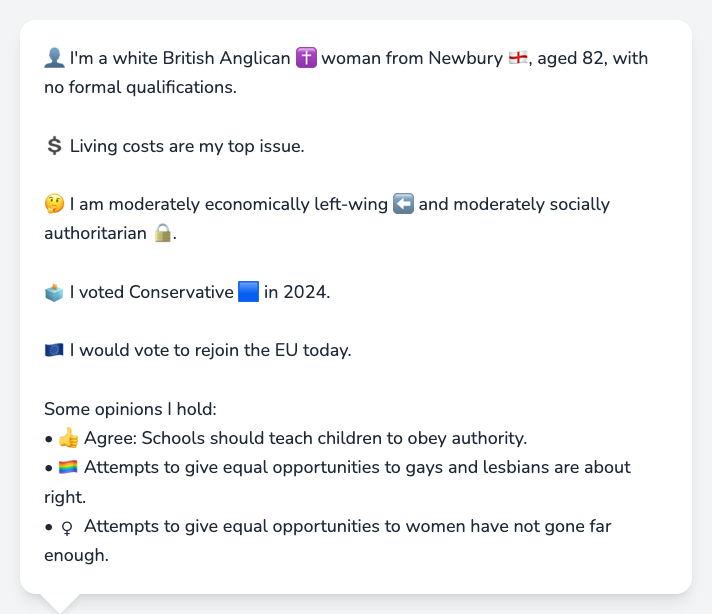 👤 I'm a white British Anglican ✝️ woman from Newbury 🏴󠁧󠁢󠁥󠁮󠁧󠁿, aged 82, with
no formal qualifications.
💲 Living costs are my top issue.
🤔 I am moderately economically left-wing ⬅️ and moderately socially
authoritarian 🔒.
🗳️ I voted Conservative 🟦 in 2024.
🇪🇺 I would vote to rejoin the EU today.
Some opinions I hold:
• 👍 Agree: Schools should teach children to obey authority.
• 🏳️‍🌈 Attempts to give equal opportunities to gays and lesbians are about
right.
• ♀ Attempts to give equal opportunities to women have not gone far
enough.